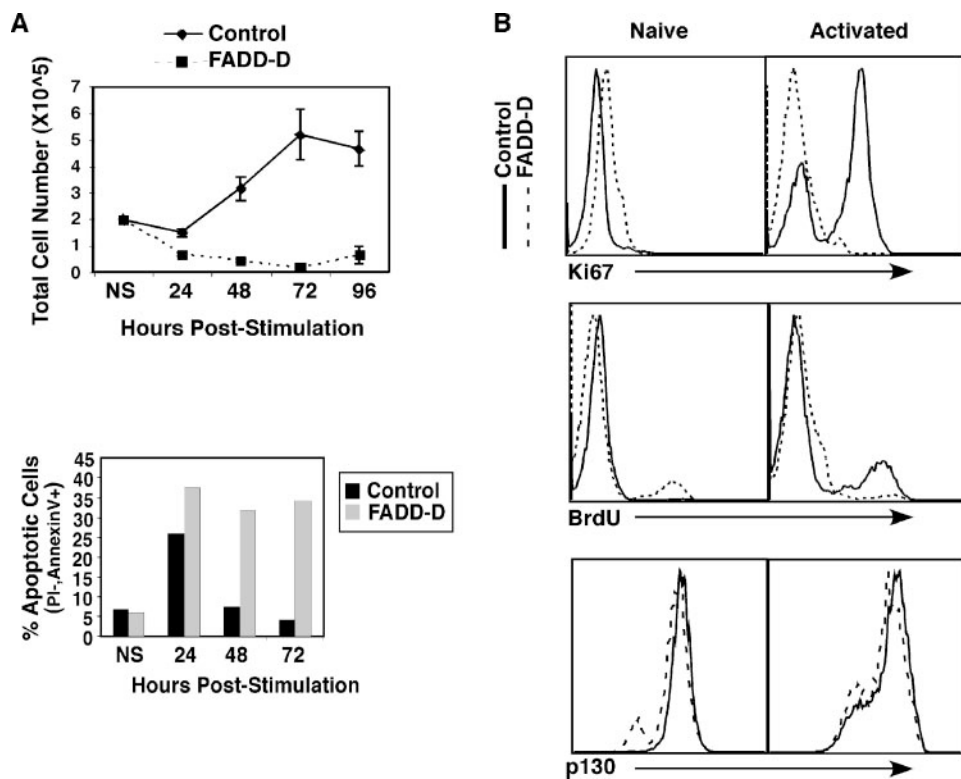 A
Control
FADD-D
Total Cell Number (X10^5)
7
6
5
4
3
2
1
0
NS 24 48 72 96
Hours Post-Stimulation
% Apoptotic Cells
(PI-,AnnexinV+)
45
40
35
30
25
20
15
10
5
0
NS 24 48 72
Hours Post-Stimulation
Control
FADD-D
B
Naive Activated
Control
FADD-D
Ki67
BrdU
p130